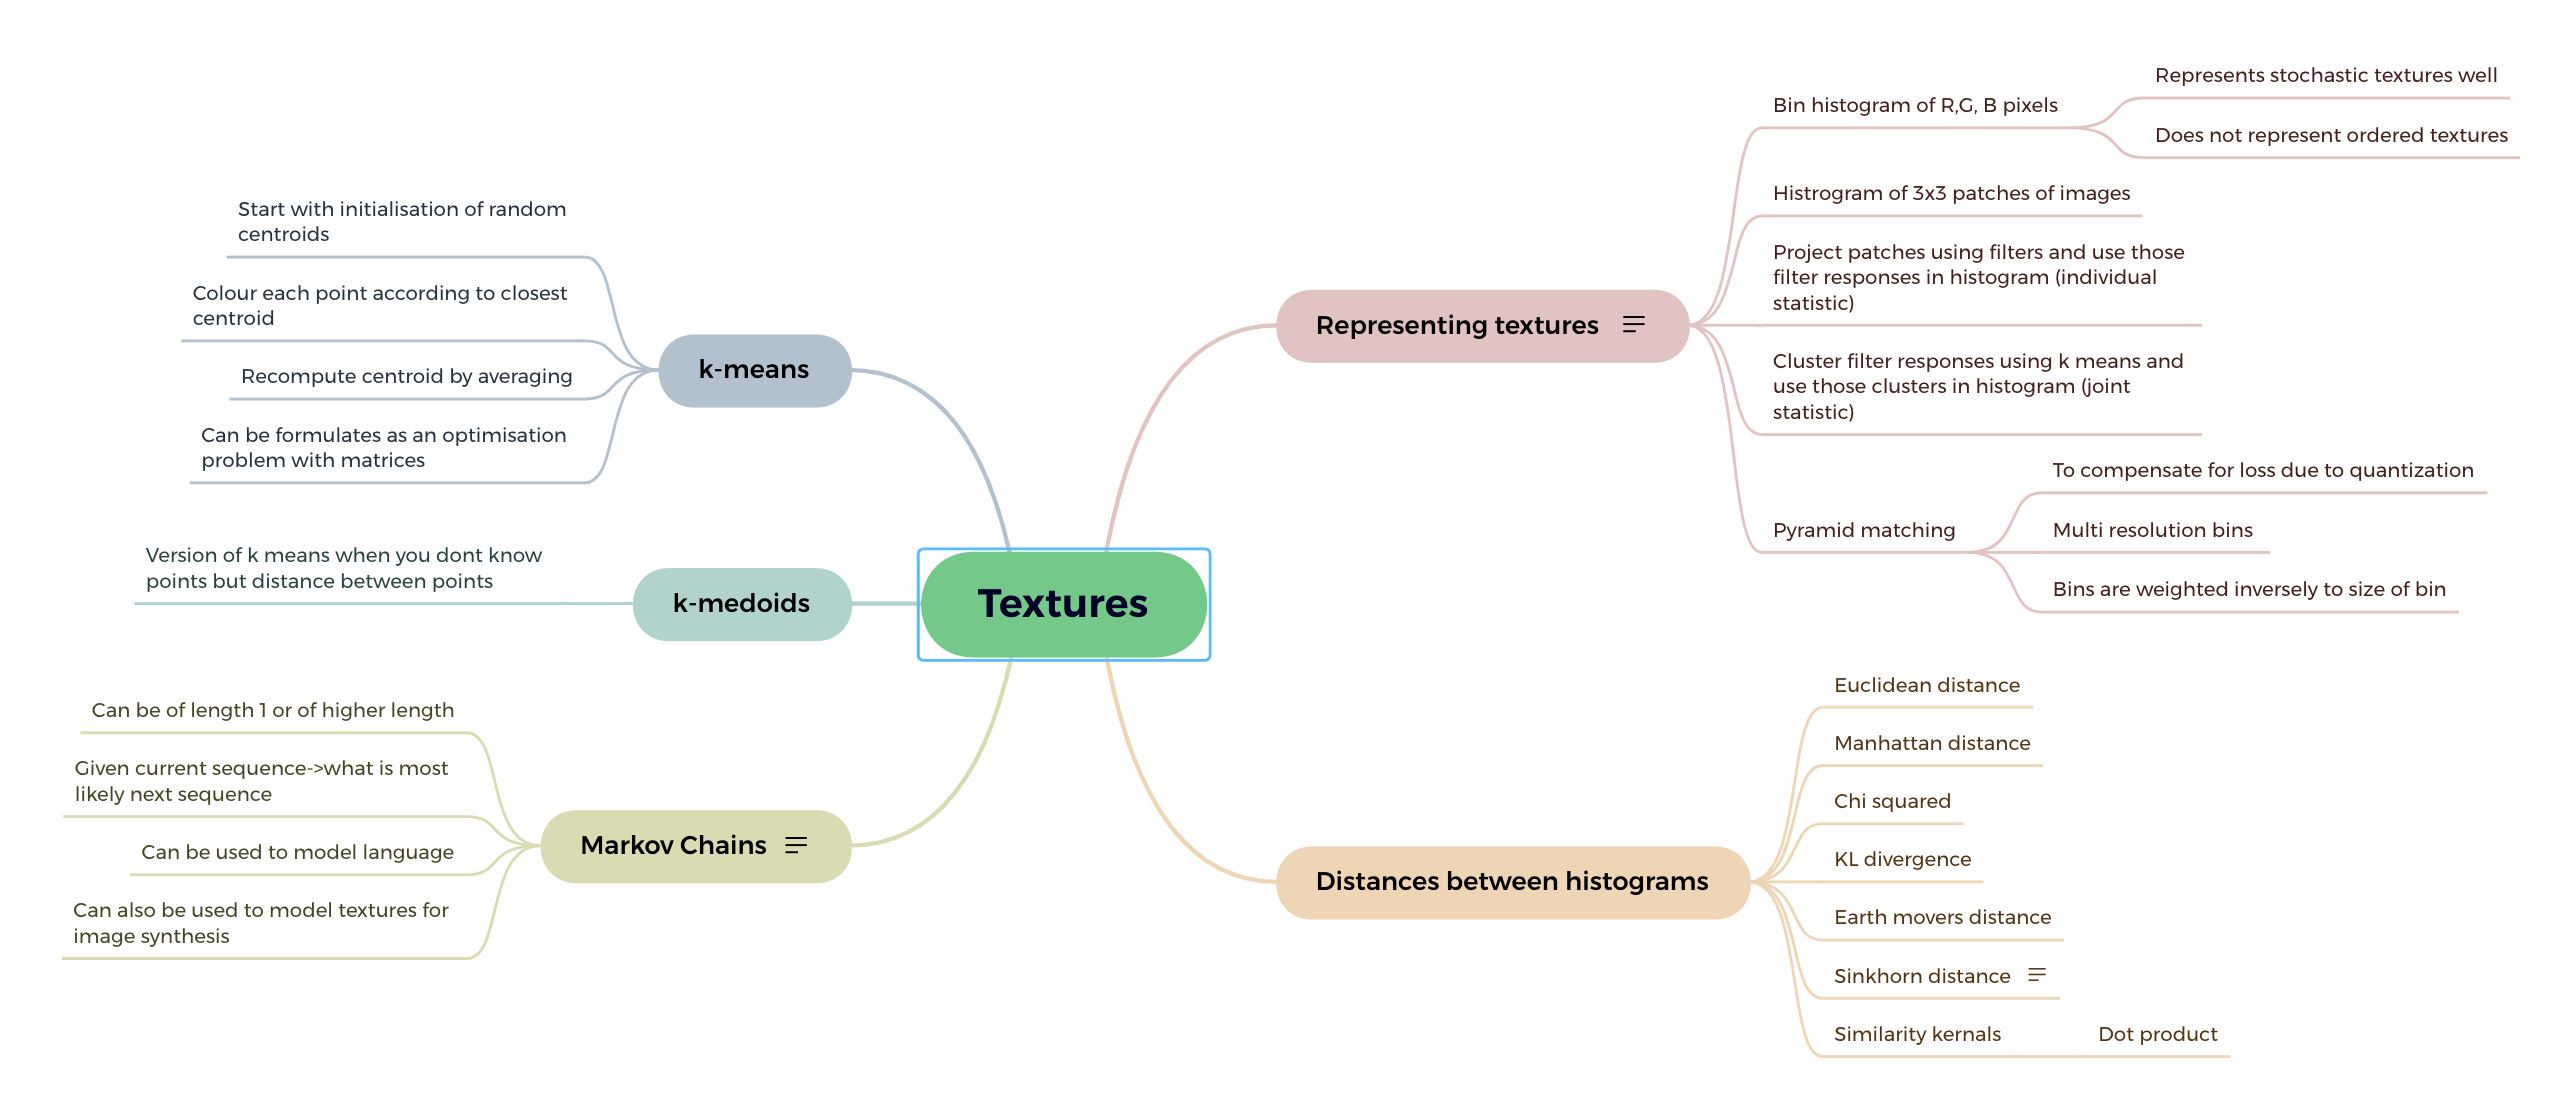 Textures
Representing textures
Bin histogram of R,G, B pixels
Represents stochastic textures well
Does not represent ordered textures
Histrogram of 3x3 patches of images
Project patches using filters and use those
filter responses in histogram (individual
statistic)
Cluster filter responses using k means and
use those clusters in histogram (joint
statistic)
Pyramid matching
To compensate for loss due to quantization
Multi resolution bins
Bins are weighted inversely to size of bin
Distances between histograms
Euclidean distance
Manhattan distance
Chi squared
KL divergence
Earth movers distance
Sinkhorn distance
Similarity kernals
Dot product
k-means
Start with initialisation of random
centroids
Colour each point according to closest
centroid
Recompute centroid by averaging
Can be formulates as an optimisation
problem with matrices
k-medoids
Version of k means when you dont know
points but distance between points
Markov Chains
Can be of length 1 or of higher length
Given current sequence->what is most
likely next sequence
Can be used to model language
Can also be used to model textures for
image synthesis